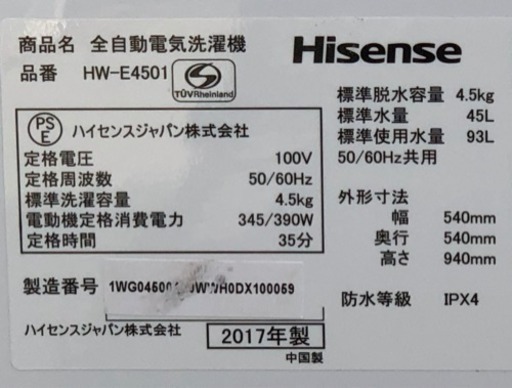 商品名 全自動電気洗濯機
品番 HW-E4501
TÜVRheinland
PS
E
ハイセンスジャパン株式会社
定格電圧 100V
定格周波数 50/60Hz
標準洗濯容量 4.5kg
電動機定格消費電力 345/390W
定格時間 35分
製造番号
ハイセンスジャパン株式会社
2017年製
中国製
Hisense
標準脱水容量 4.5kg
標準水量 45L
標準使用水量 93L
50/60Hz共用
外形寸法
幅 540mm
奥行 540mm
高さ 940mm
防水等級 IPX4